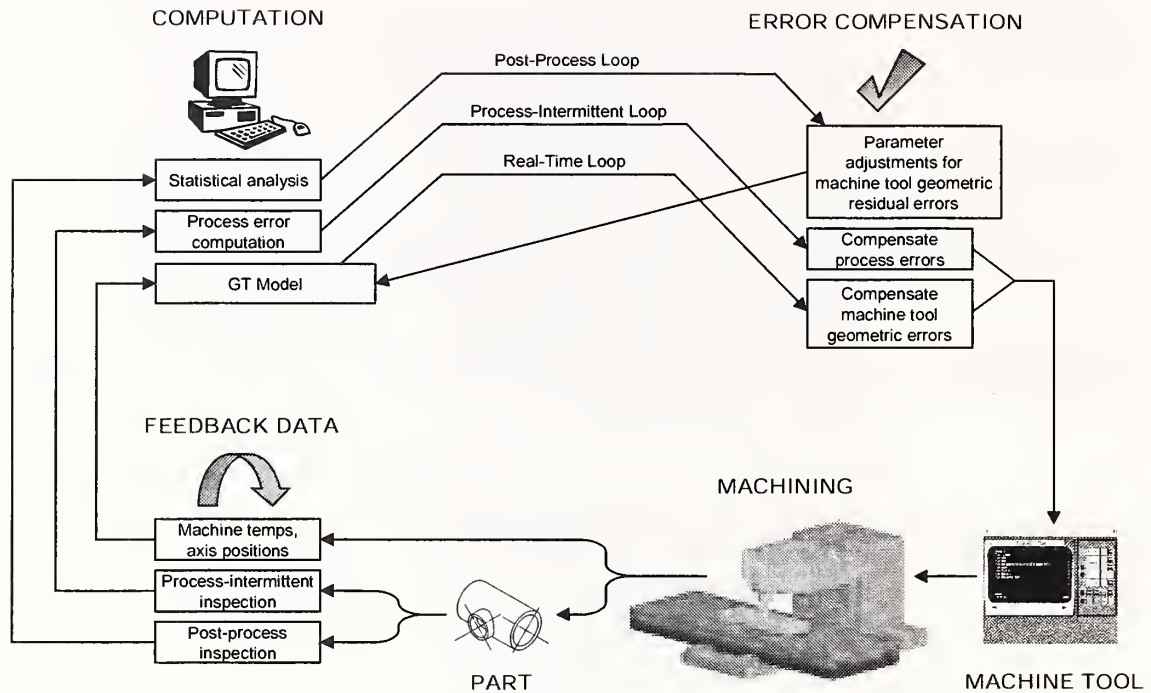 COMPUTATION
ERROR COMPENSATION
Post-Process Loop
Process-Intermittent Loop
Real-Time Loop
Statistical analysis
Process error
computation
GT Model
Parameter
adjustments for
machine tool geometric
residual errors
Compensate
process errors
Compensate
machine tool
geometric errors
FEEDBACK DATA
Machine temps,
axis positions
Process-intermittent
inspection
Post-process
inspection
MACHINING
PART
MACHINE TOOL